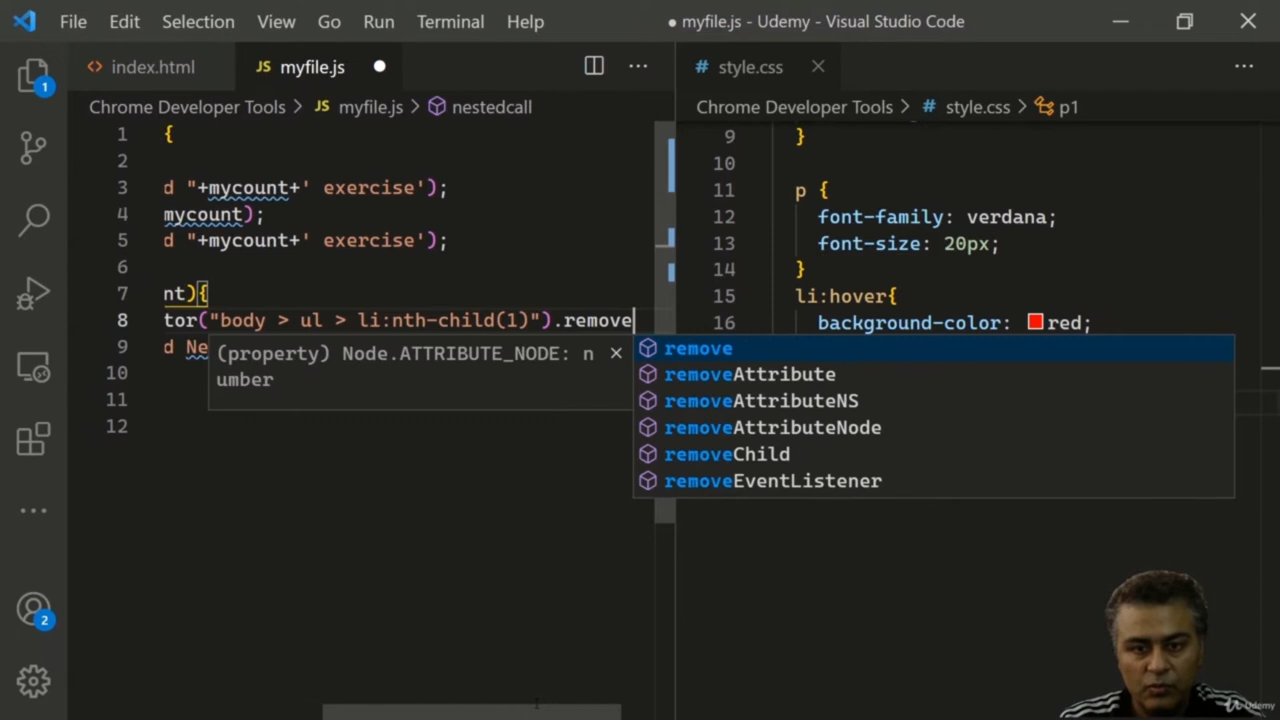 File Edit Selection View Go Run Terminal Help ● myfile.js - Udemy - Visual Studio Code
index.html JS myfile.js # style.css
Chrome Developer Tools > JS myfile.js > nestedcall
Chrome Developer Tools > # style.css > p1
1 {
2
3 d "+mycount+' exercise');
4 mycount);
5 d "+mycount+' exercise');
6
7 nt){
8 tor("body > ul > li:nth-child(1)").remove
9 d Ne
10
11
12
(property) Node.ATTRIBUTE_NODE: n
umber
9 }
10
11 p {
12 font-family: verdana;
13 font-size: 20px;
14 }
15 li:hover{
16 background-color: red;
remove
removeAttribute
removeAttributeNS
removeAttributeNode
removeChild
removeEventListener
1
2
Udemy